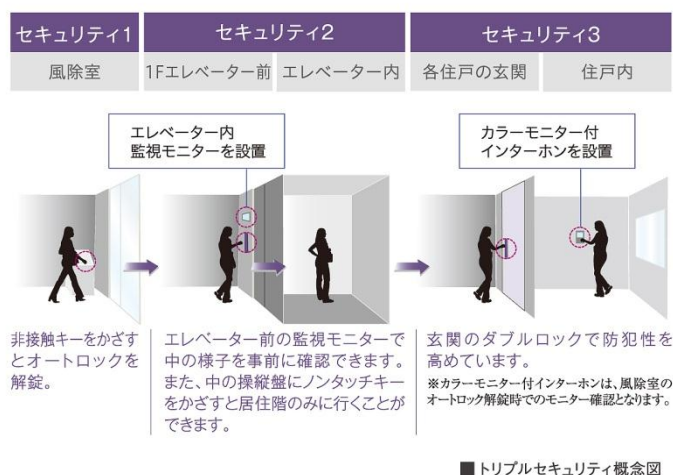 セキュリティ1
セキュリティ2
セキュリティ3
風除室
1Fエレベーター前
エレベーター内
各住戸の玄関
住戸内
エレベーター内
監視モニターを設置
カラーモニター付
インターホンを設置
非接触キーをかざす
とオートロックを
解錠。
エレベーター前の監視モニターで
中の様子を事前に確認できます。
また、中の操縦盤にノンタッチキー
をかざすと居住階のみに行くことが
できます。
玄関のダブルロックで防犯性を
高めています。
※カラーモニター付インターホンは、風除室の
オートロック解錠時でのモニター確認となります。
■トリプルセキュリティ概念図